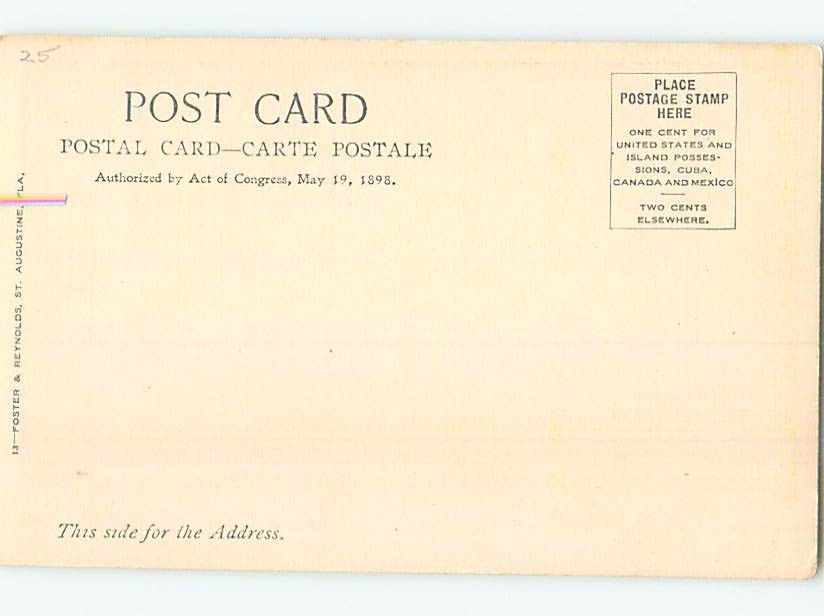 25
POST CARD
POSTAL CARD—CARTE POSTALE
Authorized by Act of Congress, May 19, 1898.
PLACE
POSTAGE STAMP
HERE
ONE CENT FOR
UNITED STATES AND
ISLAND POSSES-
SIONS, CUBA,
CANADA AND MEXICO
TWO CENTS
ELSEWHERE.
13—FOSTER & REYNOLDS, ST. AUGUSTINE, FLA.
This side for the Address.